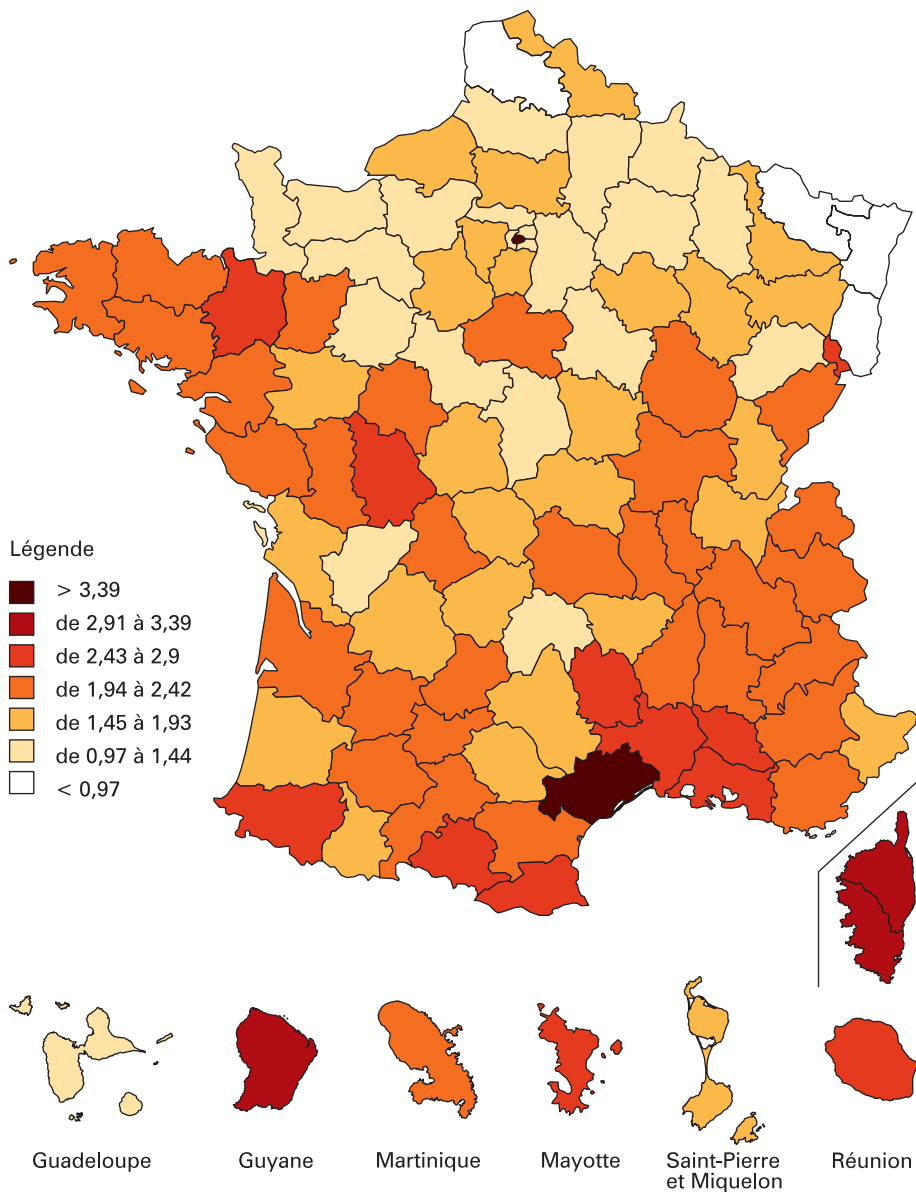 Légende
> 3,39
de 2,91 à 3,39
de 2,43 à 2,9
de 1,94 à 2,42
de 1,45 à 1,93
de 0,97 à 1,44
< 0,97
Guadeloupe
Guyane
Martinique
Mayotte
Saint-Pierre
et Miquelon
Réunion